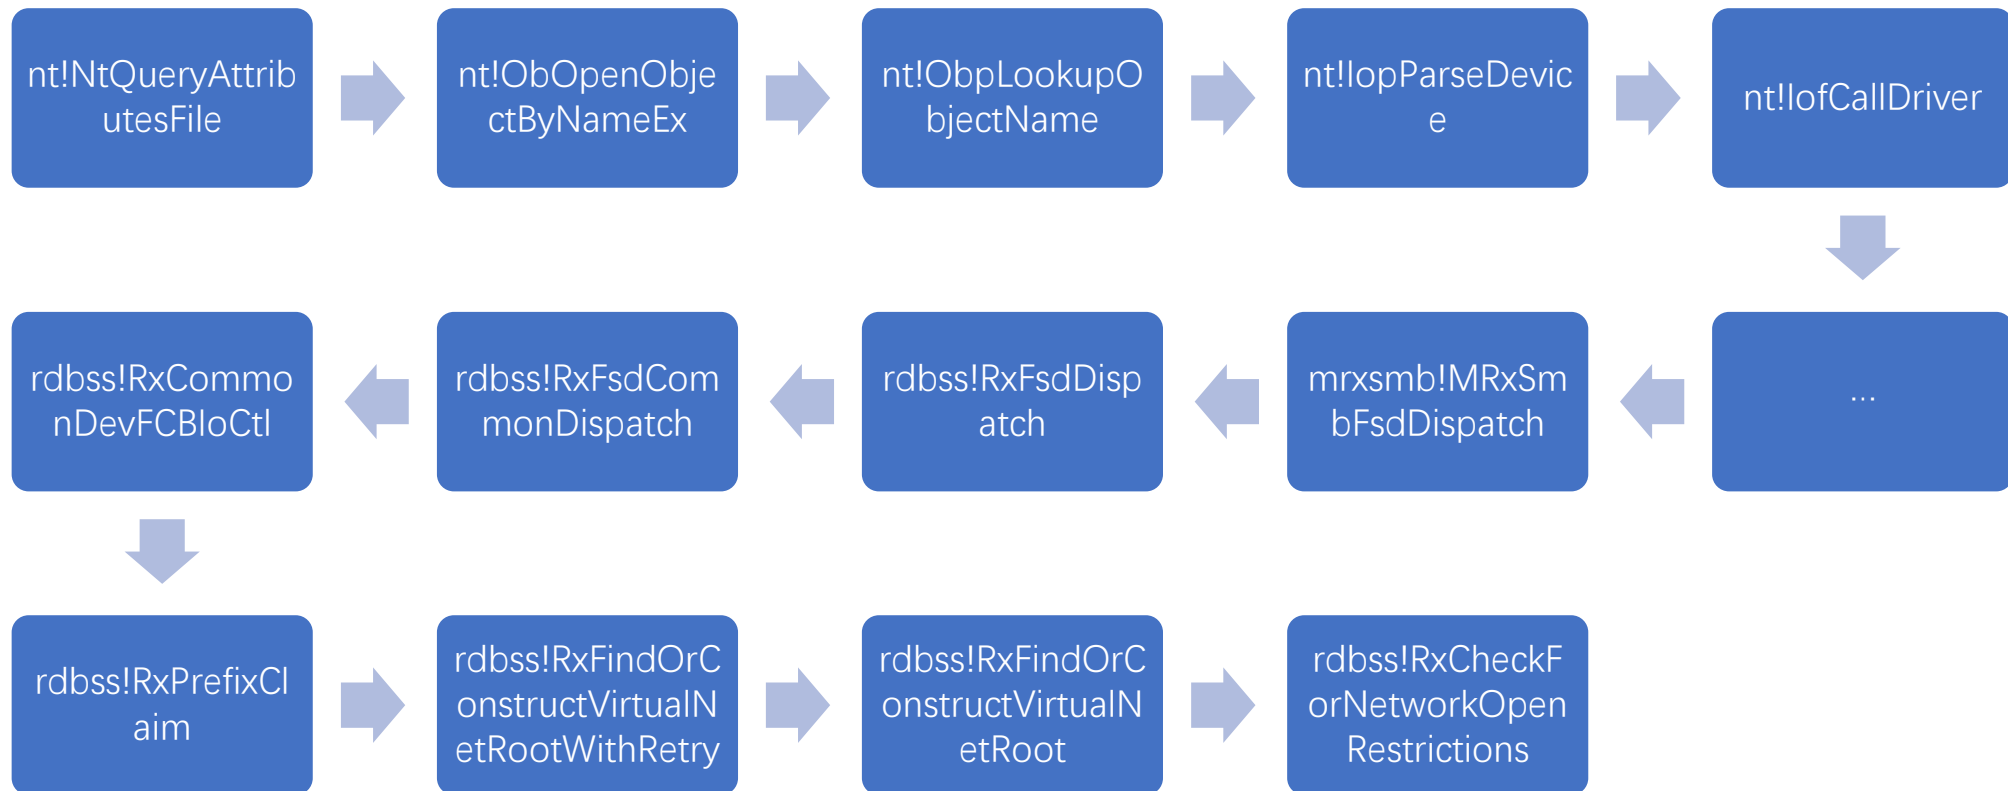 nt!NtQueryAttrib
utesFile
nt!ObOpenObje
ctByNameEx
nt!ObpLookupO
bjectName
nt!IopParseDevic
e
nt!IofCallDriver
rdbss!RxCommo
nDevFCBIoCtl
rdbss!RxFsdCom
monDispatch
rdbss!RxFsdDisp
atch
mrxsmb!MRxSm
bFsdDispatch
...
rdbss!RxPrefixCl
aim
rdbss!RxFindOrC
onstructVirtualN
etRootWithRetry
rdbss!RxFindOrC
onstructVirtualN
etRoot
rdbss!RxCheckF
orNetworkOpen
Restrictions